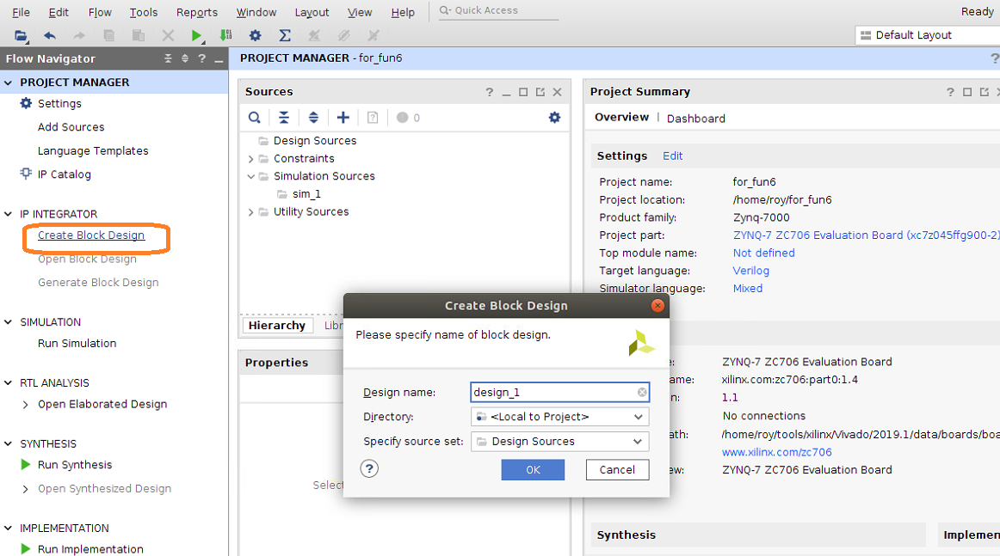 File Edit Flow Tools Reports Window Layout View Help Quick Access Ready
Default Layout
Flow Navigator
PROJECT MANAGER - for_fun6
PROJECT MANAGER
Settings
Add Sources
Language Templates
IP Catalog
IP INTEGRATOR
Create Block Design
Open Block Design
Generate Block Design
SIMULATION
Run Simulation
RTL ANALYSIS
Open Elaborated Design
SYNTHESIS
Run Synthesis
Open Synthesized Design
IMPLEMENTATION
Run Implementation
Sources
0
Design Sources
Constraints
Simulation Sources
sim_1
Utility Sources
Hierarchy Libr
Properties
Select
Project Summary
Overview | Dashboard
Settings Edit
Project name: for_fun6
Project location: /home/roy/for_fun6
Product family: Zynq-7000
Project part: ZYNQ-7 ZC706 Evaluation Board (xc7z045ffg900-2)
Top module name: Not defined
Target language: Verilog
Simulator language: Mixed
e: ZYNQ-7 ZC706 Evaluation Board
ame: xilinx.com:zc706:part0:1.4
n: 1.1
No connections
ath: /home/roy/tools/xilinx/Vivado/2019.1/data/boards/boa
www.xilinx.com/zc706
ew: ZYNQ-7 ZC706 Evaluation Board
Synthesis Implemen
Create Block Design
Please specify name of block design.
Design name: design_1
Directory: <Local to Project>
Specify source set: Design Sources
OK Cancel